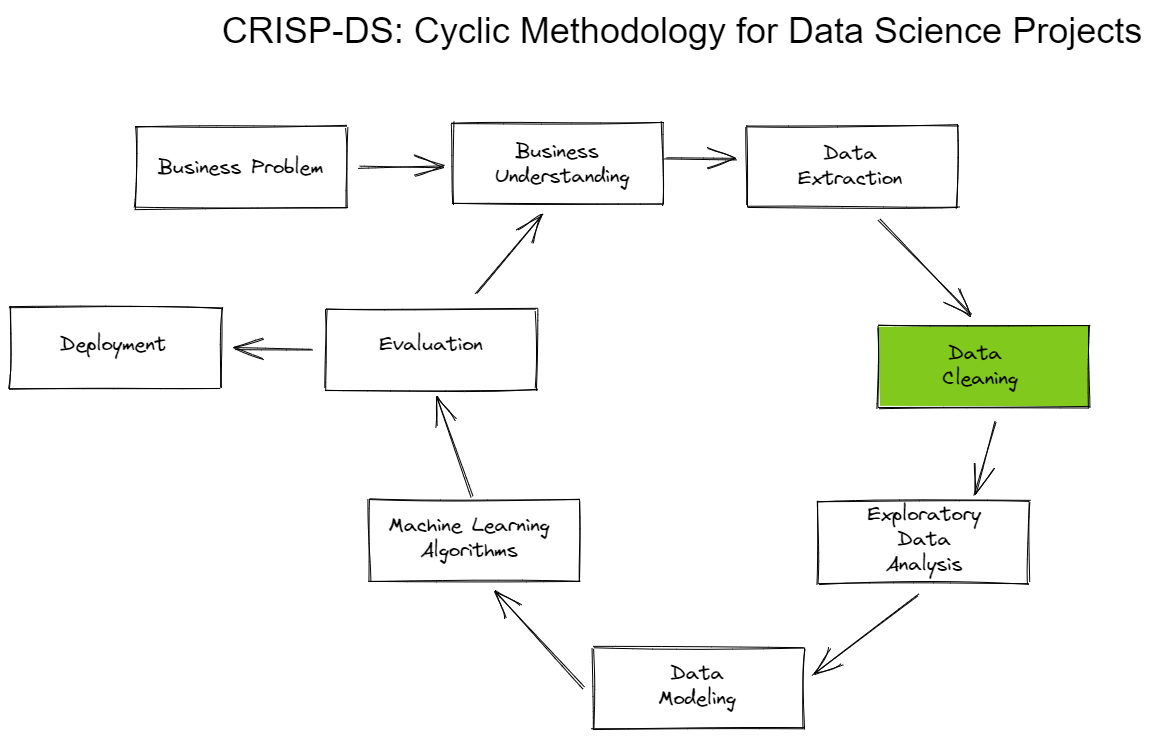 CRISP-DS: Cyclic Methodology for Data Science Projects
Business Problem
Business
Understanding
Data
Extraction
Deployment
Evaluation
Data
Cleaning
Machine Learning
Algorithms
Exploratory
Data
Analysis
Data
Modeling